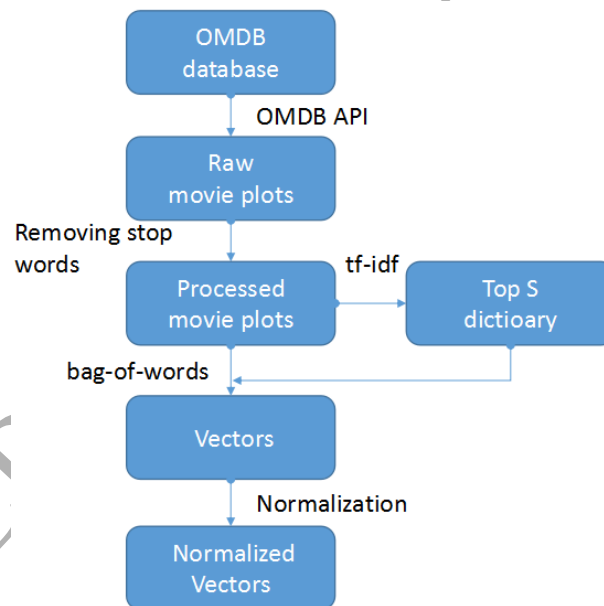 OMDB
database
OMDB API
Raw
movie plots
Removing stop
words
tf-idf
Processed
movie plots
Top S
dictioary
bag-of-words
Vectors
Normalization
Normalized
Vectors